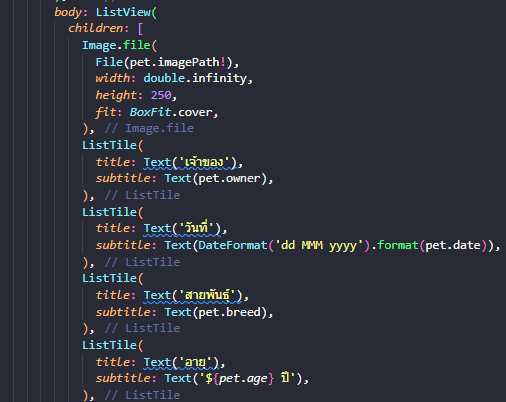 body: ListView(
children: [
Image.file(
File(pet.imagePath!),
width: double.infinity,
height: 250,
fit: BoxFit.cover,
), // Image.file
ListTile(
title: Text('เจ้าของ'),
subtitle: Text(pet.owner),
), // ListTile
ListTile(
title: Text('วันที่'),
subtitle: Text(DateFormat('dd MMM yyyy').format(pet.date)),
), // ListTile
ListTile(
title: Text('สายพันธุ์'),
subtitle: Text(pet.breed),
), // ListTile
ListTile(
title: Text('อายุ'),
subtitle: Text('${pet.age} ปี'),
), // ListTile